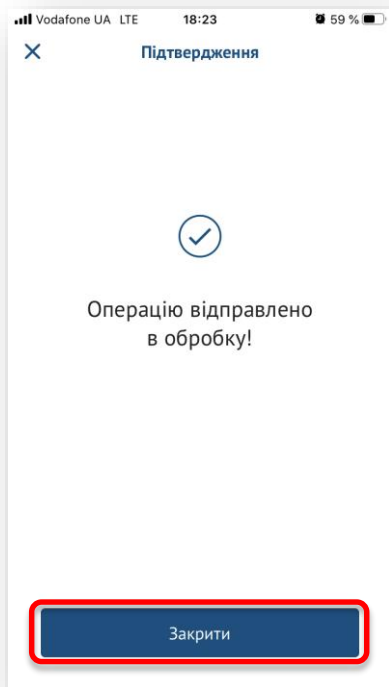 Vodafone UA LTE 18:23 59 %
Підтвердження
Операцію відправлено
в обробку!
Закрити